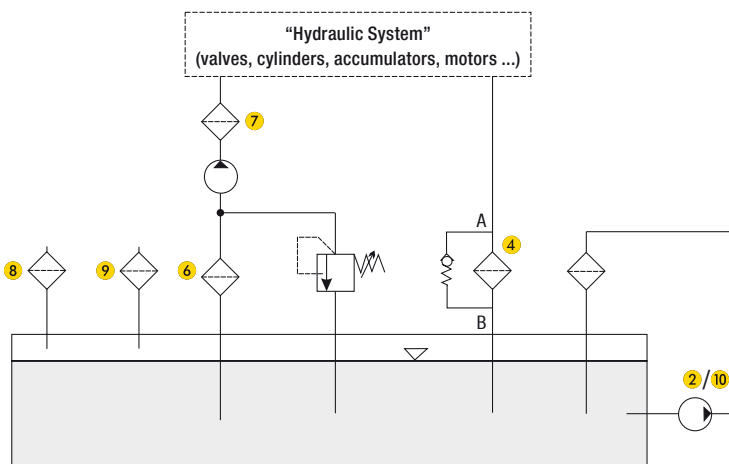 “Hydraulic System”
(valves, cylinders, accumulators, motors ...)
7
A
4
8
9
6
B
2/10